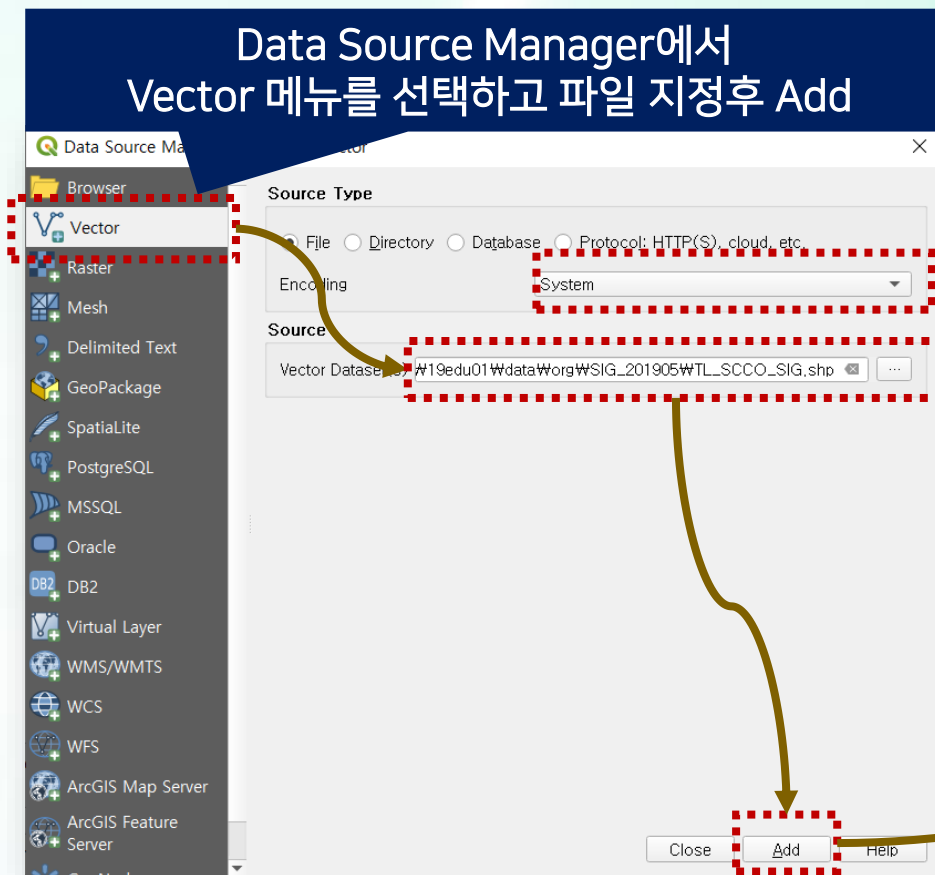 Data Source Manager에서
Vector 메뉴를 선택하고 파일 지정후 Add
Data Source Ma
Browser
Vector
Raster
Mesh
Delimited Text
GeoPackage
SpatiaLite
PostgreSQL
MSSQL
Oracle
DB2 DB2
Virtual Layer
WMS/WMTS
WCS
WFS
ArcGIS Map Server
ArcGIS Feature
Server
Source Type
File Directory Database Protocol: HTTP(S), cloud, etc.
Encoding System
Source
Vector Dataset(s) ₩19edu01₩data₩org₩SIG_201905₩TL_SCCO_SIG.shp ...
Close Add Help